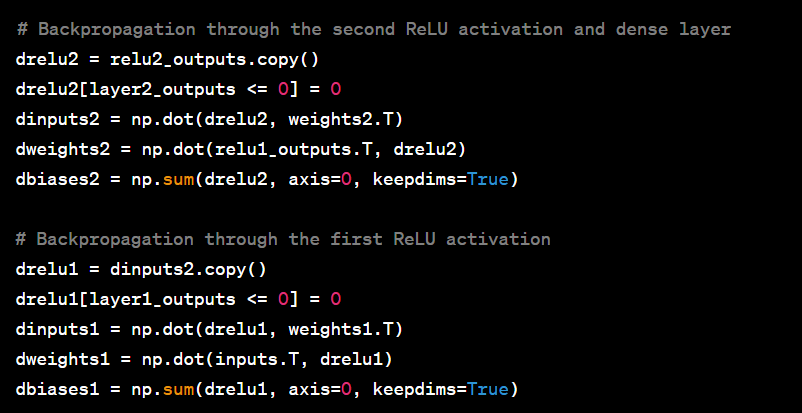 # Backpropagation through the second ReLU activation and dense layer
drelu2 = relu2_outputs.copy()
drelu2[layer2_outputs <= 0] = 0
dinputs2 = np.dot(drelu2, weights2.T)
dweights2 = np.dot(relu1_outputs.T, drelu2)
dbiases2 = np.sum(drelu2, axis=0, keepdims=True)
# Backpropagation through the first ReLU activation
drelu1 = dinputs2.copy()
drelu1[layer1_outputs <= 0] = 0
dinputs1 = np.dot(drelu1, weights1.T)
dweights1 = np.dot(inputs.T, drelu1)
dbiases1 = np.sum(drelu1, axis=0, keepdims=True)